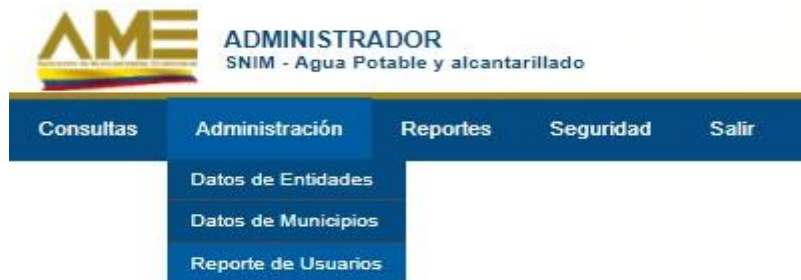 AME
ADMINISTRADOR
SNIM - Agua Potable y alcantarillado
Consultas Administración Reportes Seguridad Salir
Datos de Entidades
Datos de Municipios
Reporte de Usuarios